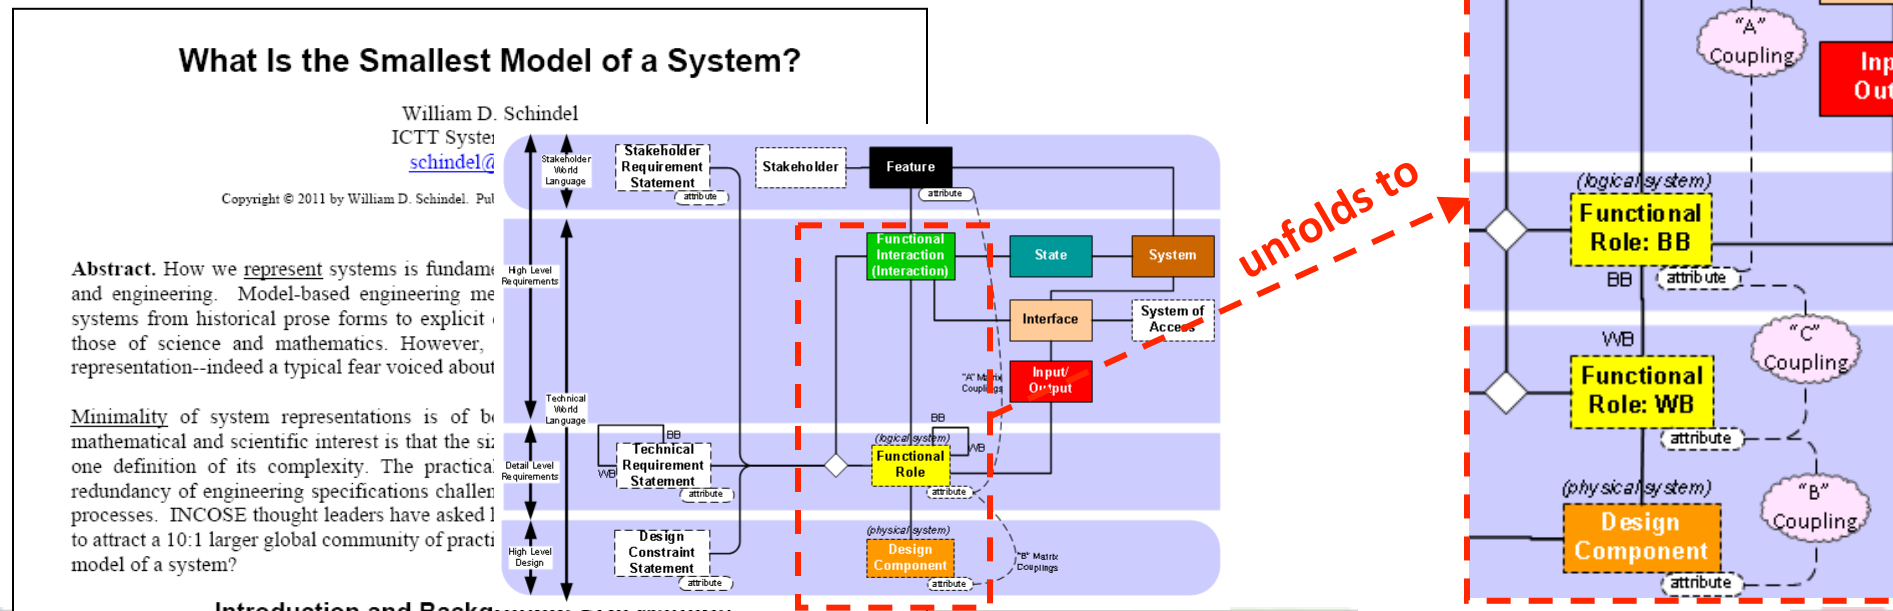 What Is the Smallest Model of a System?
William D. Schindel
ICTT System
schindel@
Copyright © 2011 by William D. Schindel. Pub
Abstract. How we represent systems is fundame
and engineering. Model-based engineering me
systems from historical prose forms to explicit
those of science and mathematics. However,
representation--indeed a typical fear voiced about
Minimality of system representations is of be
mathematical and scientific interest is that the siz
one definition of its complexity. The practical
redundancy of engineering specifications challen
processes. INCOSE thought leaders have asked
to attract a 10:1 larger global community of practi
model of a system?
Introduction and
Stakeholder
World
Language
High Level
Requirements
Technical
World
Language
Detail Level
Requirements
High Level
Design
Stakeholder
Requirement
Statement
attribute
Stakeholder
Feature
attribute
Functional
Interaction
(Interaction)
State
System
Interface
System of
Access
Input/
Output
"A" Matrix
Couplings
BB
WB
Technical
Requirement
Statement
attribute
(logical system)
BB
WB
Functional
Role
attribute
Design
Constraint
Statement
attribute
(physical system)
Design
Component
attribute
"B" Matrix
Couplings
unfolds to
"A"
Coupling
Inp
Out
(logical system)
Functional
Role: BB
BB
attribute
WB
"C"
Coupling
Functional
Role: WB
attribute
(physical system)
"B"
Coupling
Design
Component
attribute